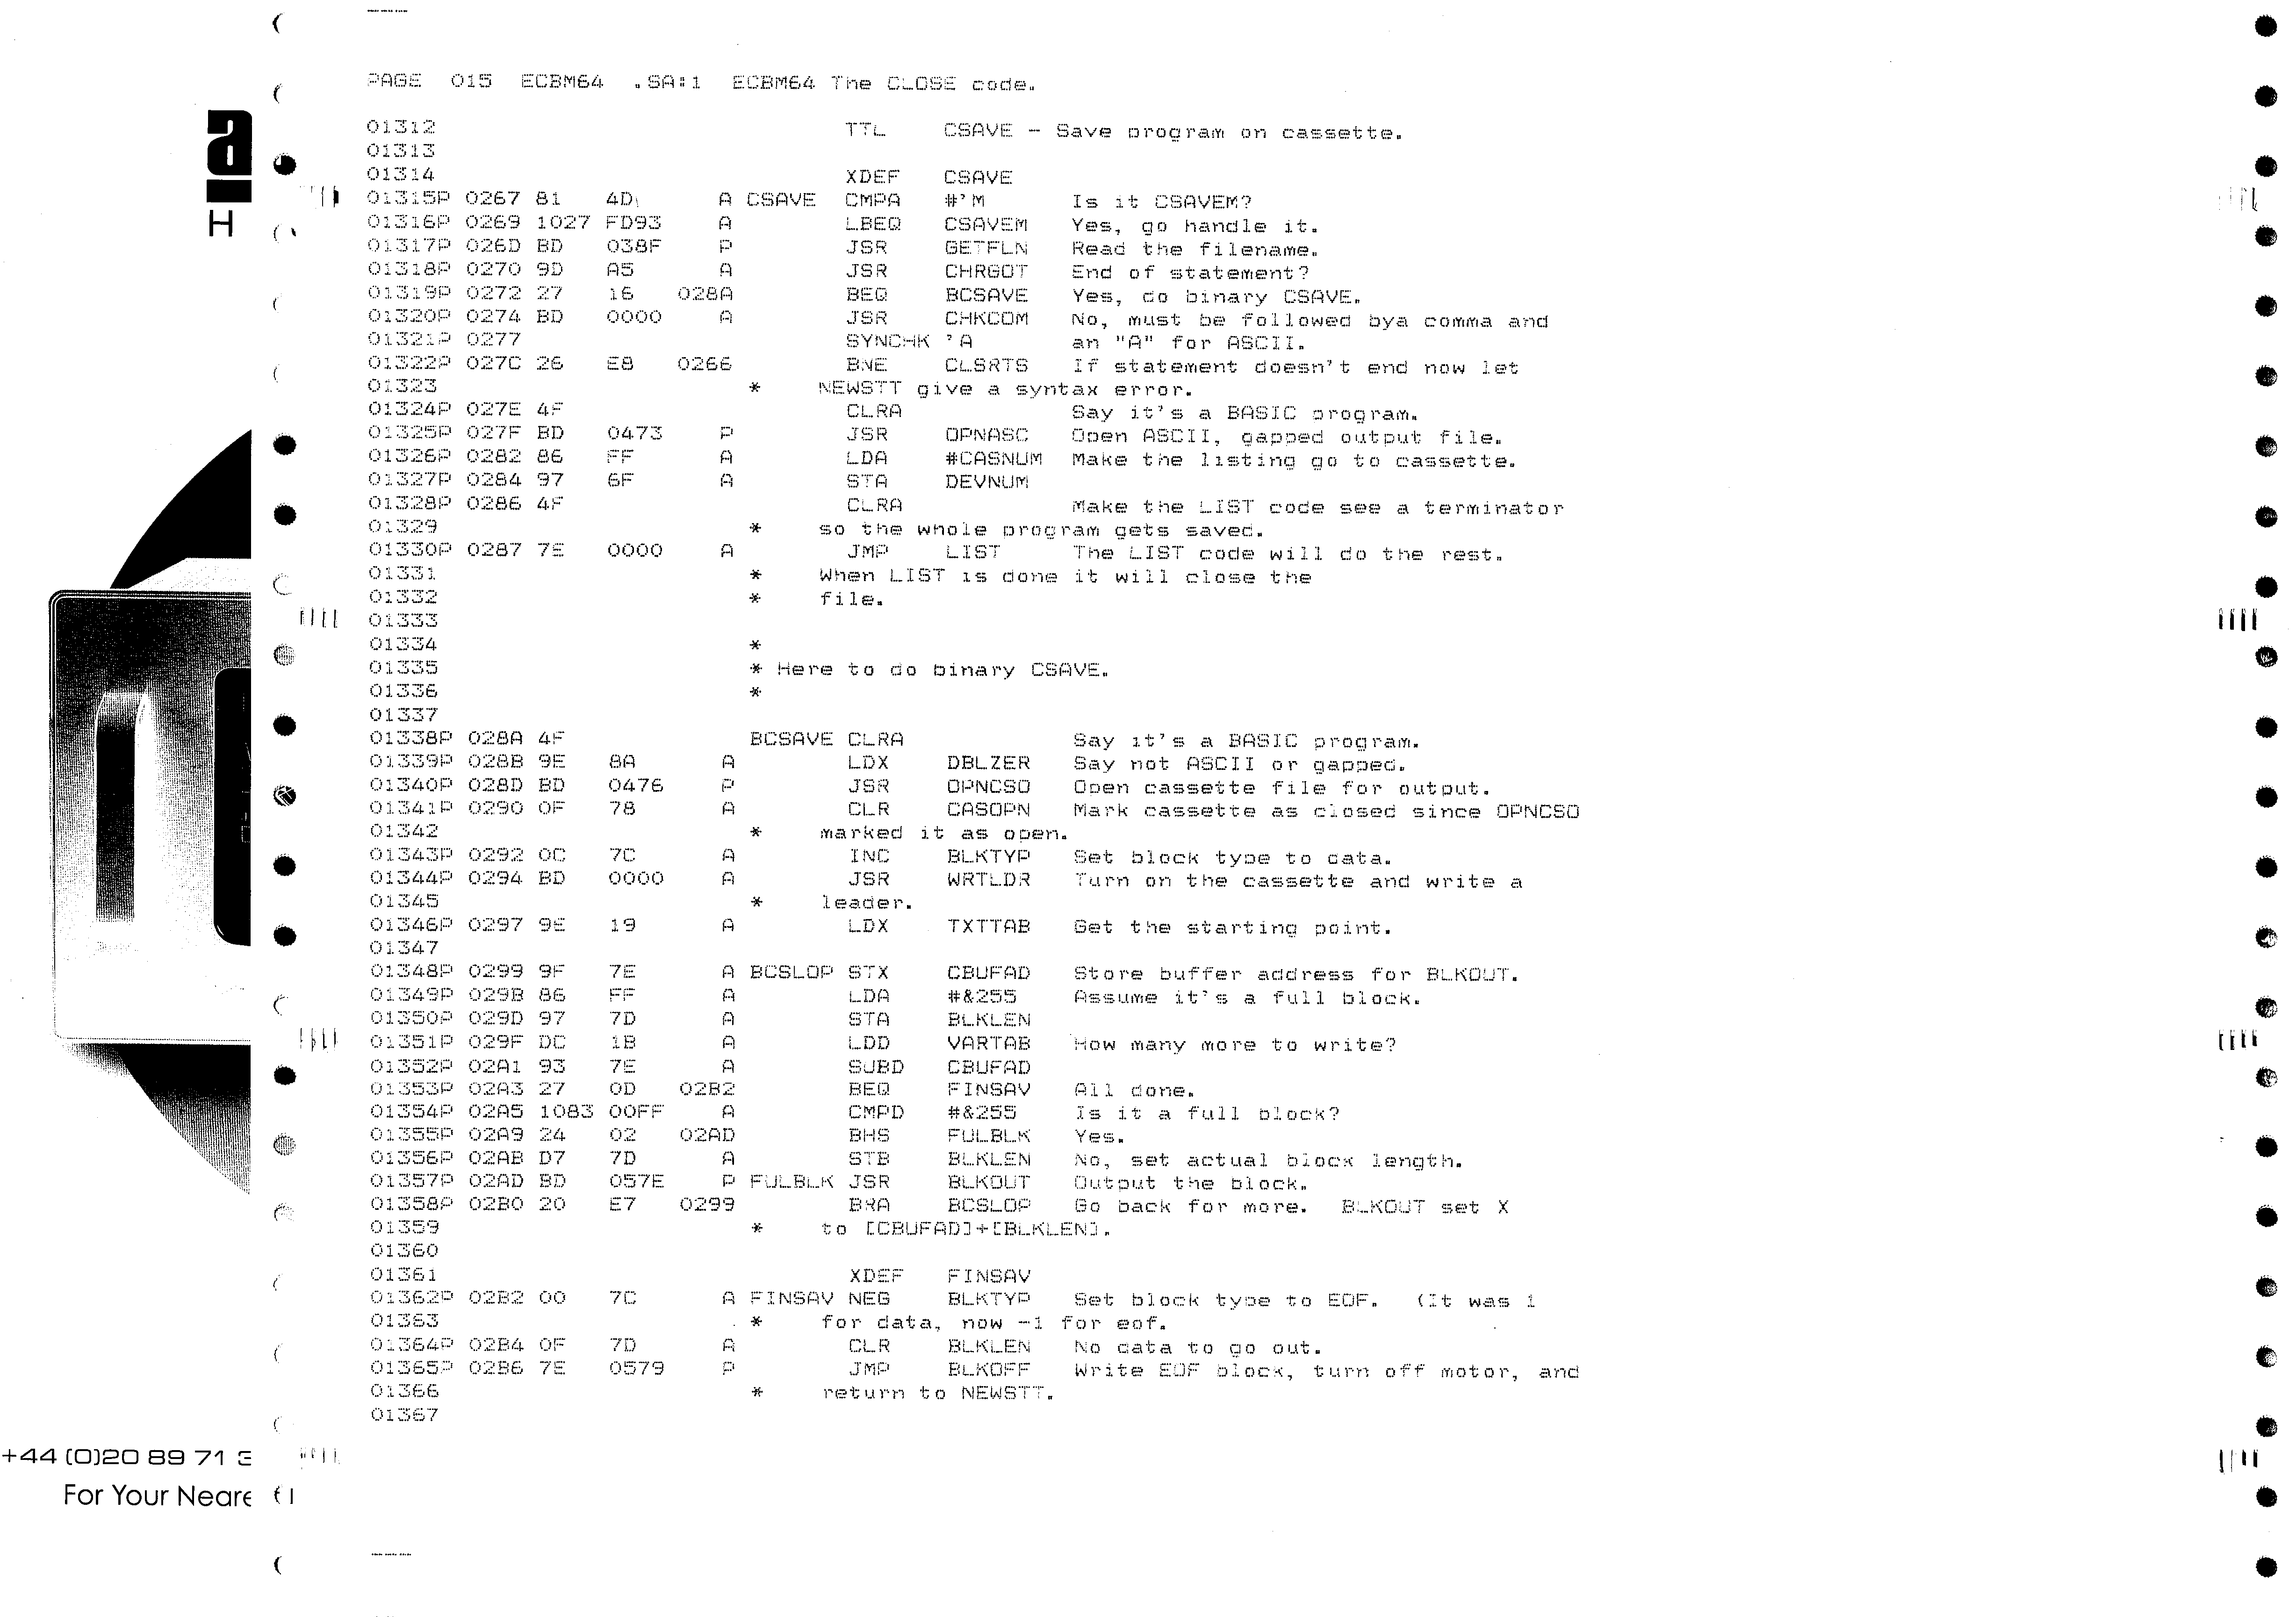 PAGE  015  ECBM64  .SA:1  ECBM64 The CLOSE code.
01312                              TTL    CSAVE - Save program on cassette.
01313
01314                              XDEF   CSAVE
01315P 0267 81   4D      A CSAVE  CMPA   #'M      Is it CSAVEM?
01316P 0269 1027 FD93    A        LBEQ   CSAVEM   Yes, go handle it.
01317P 026D BD   038F    P        JSR    GETFLN   Read the filename.
01318P 0270 9D   A5      A        JSR    CHRGOT   End of statement?
01319P 0272 27   16   028A        BEQ    BCSAVE   Yes, do binary CSAVE.
01320P 0274 BD   0000    A        JSR    CHKCOM   No, must be followed bya comma and
01321P 0277                       SYNCHK 'A       an "A" for ASCII.
01322P 027C 26   E8   0266        BNE    CLSRTS   If statement doesn't end now let
01323                      *    NEWSTT give a syntax error.
01324P 027E 4F                    CLRA            Say it's a BASIC program.
01325P 027F BD   0473    P        JSR    OPNASC   Open ASCII, gapped output file.
01326P 0282 86   FF      A        LDA    #CASNUM  Make the listing go to cassette.
01327P 0284 97   6F      A        STA    DEVNUM
01328P 0286 4F                    CLRA            Make the LIST code see a terminator
01329                      *    so the whole program gets saved.
01330P 0287 7E   0000    A        JMP    LIST     The LIST code will do the rest.
01331                      *    When LIST is done it will close the
01332                      *    file.
01333
01334                      *
01335                      * Here to do binary CSAVE.
01336                      *
01337
01338P 028A 4F             BCSAVE CLRA            Say it's a BASIC program.
01339P 028B 9E   8A      A        LDX    DBLZER   Say not ASCII or gapped.
01340P 028D BD   0476    P        JSR    OPNCSO   Open cassette file for output.
01341P 0290 0F   78      A        CLR    CASOPN   Mark cassette as closed since OPNCSO
01342                      *    marked it as open.
01343P 0292 0C   7C      A        INC    BLKTYP   Set block type to data.
01344P 0294 BD   0000    A        JSR    WRTLDR   Turn on the cassette and write a
01345                      *    leader.
01346P 0297 9E   19      A        LDX    TXTTAB   Get the starting point.
01347
01348P 0299 9F   7E      A BCSLOP STX    CBUFAD   Store buffer address for BLKOUT.
01349P 029B 86   FF      A        LDA    #&255    Assume it's a full block.
01350P 029D 97   7D      A        STA    BLKLEN
01351P 029F DC   1B      A        LDD    VARTAB   How many more to write?
01352P 02A1 93   7E      A        SUBD   CBUFAD
01353P 02A3 27   0D   02B2        BEQ    FINSAV   All done.
01354P 02A5 1083 00FF    A        CMPD   #&255    Is it a full block?
01355P 02A9 24   02   02AD        BHS    FULBLK   Yes.
01356P 02AB D7   7D      A        STB    BLKLEN   No, set actual block length.
01357P 02AD BD   057E    P FULBLK JSR    BLKOUT   Output the block.
01358P 02B0 20   E7   0299        BRA    BCSLOP   Go back for more.  BLKOUT set X
01359                      *    to [CBUFAD]+[BLKLEN].
01360
01361                             XDEF   FINSAV
01362P 02B2 00   7C      A FINSAV NEG    BLKTYP   Set block type to EOF.  (It was 1
01363                      *    for data, now -1 for eof.
01364P 02B4 0F   7D      A        CLR    BLKLEN   No data to go out.
01365P 02B6 7E   0579    P        JMP    BLKOFF   Write EOF block, turn off motor, and
01366                      *    return to NEWSTT.
01367
a
H
+44 (0)20 89 71
For Your